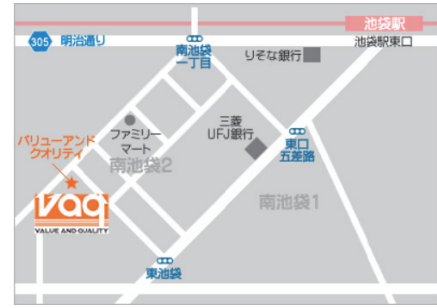 池袋駅
305 明治通り
池袋駅東口
南池袋
一丁目
りそな銀行
バリューアンド
クオリティ
ファミリー
マート
三菱
UFJ銀行
東口
五差路
南池袋2
vaq
VALUE AND QUALITY
南池袋1
東池袋